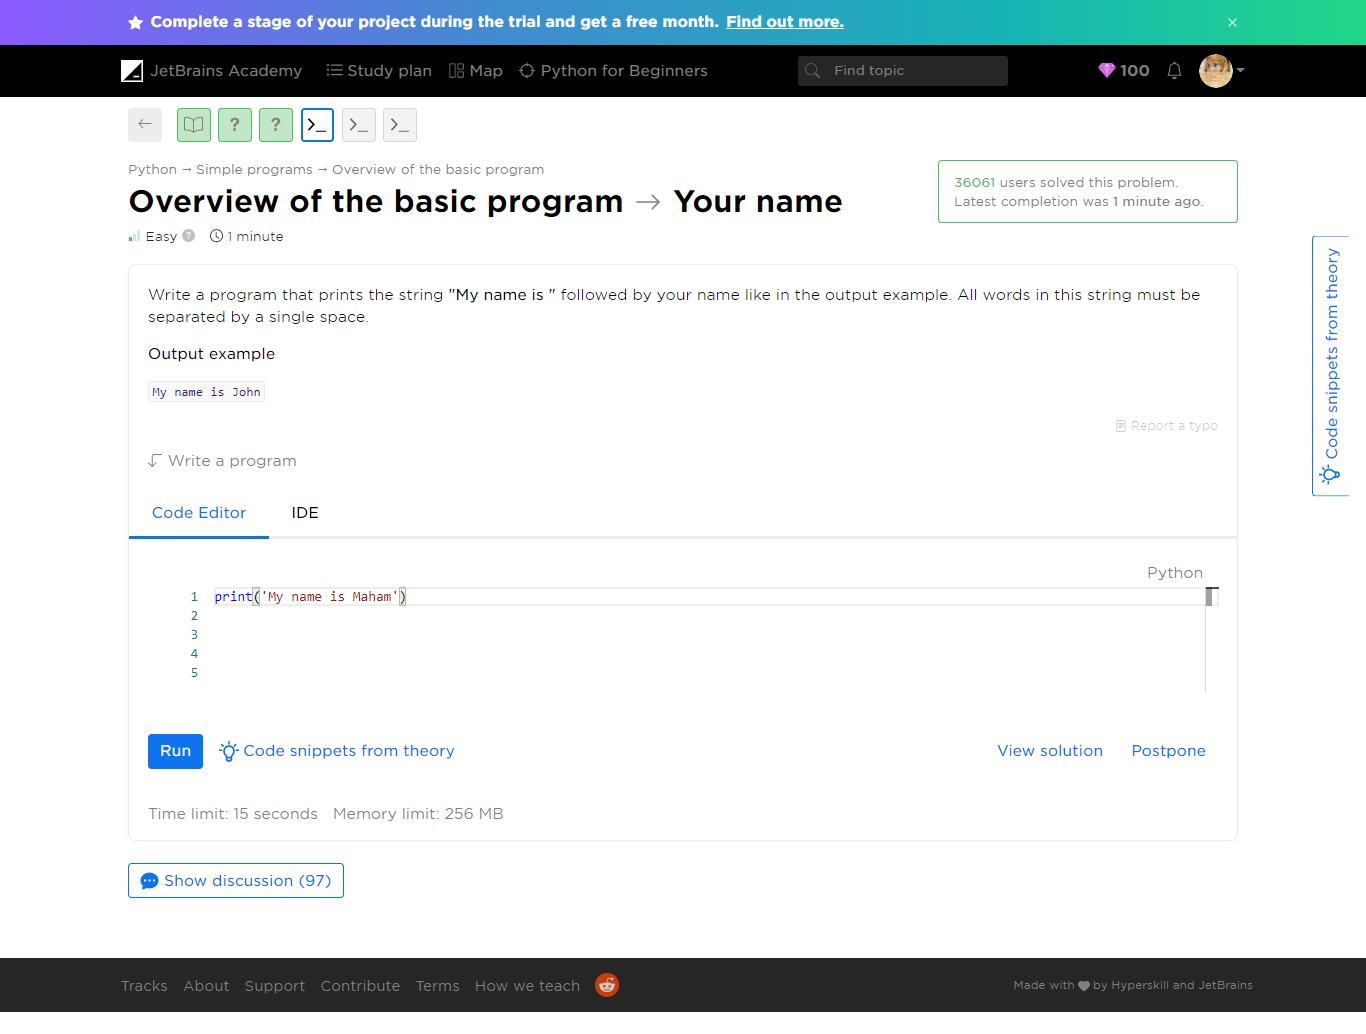 Complete a stage of your project during the trial and get a free month. Find out more. ×
JetBrains Academy Study plan Map Python for Beginners Find topic 100
? ? >_ >_ >_
Python → Simple programs → Overview of the basic program
Overview of the basic program → Your name
Easy ? 1 minute
36061 users solved this problem.
Latest completion was 1 minute ago.
Code snippets from theory
Write a program that prints the string "My name is " followed by your name like in the output example. All words in this string must be
separated by a single space.
Output example
My name is John
Report a typo
Write a program
Code Editor IDE
Python
1 print('My name is Maham')
2
3
4
5
Run Code snippets from theory View solution Postpone
Time limit: 15 seconds Memory limit: 256 MB
Show discussion (97)
Tracks About Support Contribute Terms How we teach Made with ♥ by Hyperskill and JetBrains